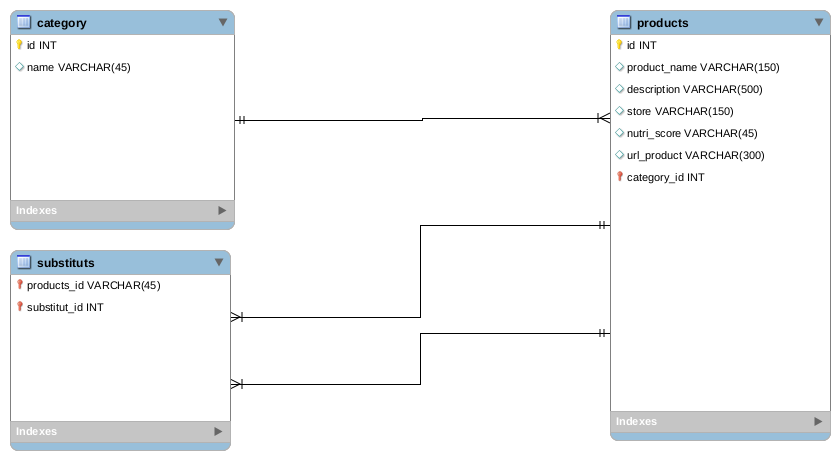 category
id INT
name VARCHAR(45)
Indexes
substituts
products_id VARCHAR(45)
substitut_id INT
Indexes
products
id INT
product_name VARCHAR(150)
description VARCHAR(500)
store VARCHAR(150)
nutri_score VARCHAR(45)
url_product VARCHAR(300)
category_id INT
Indexes